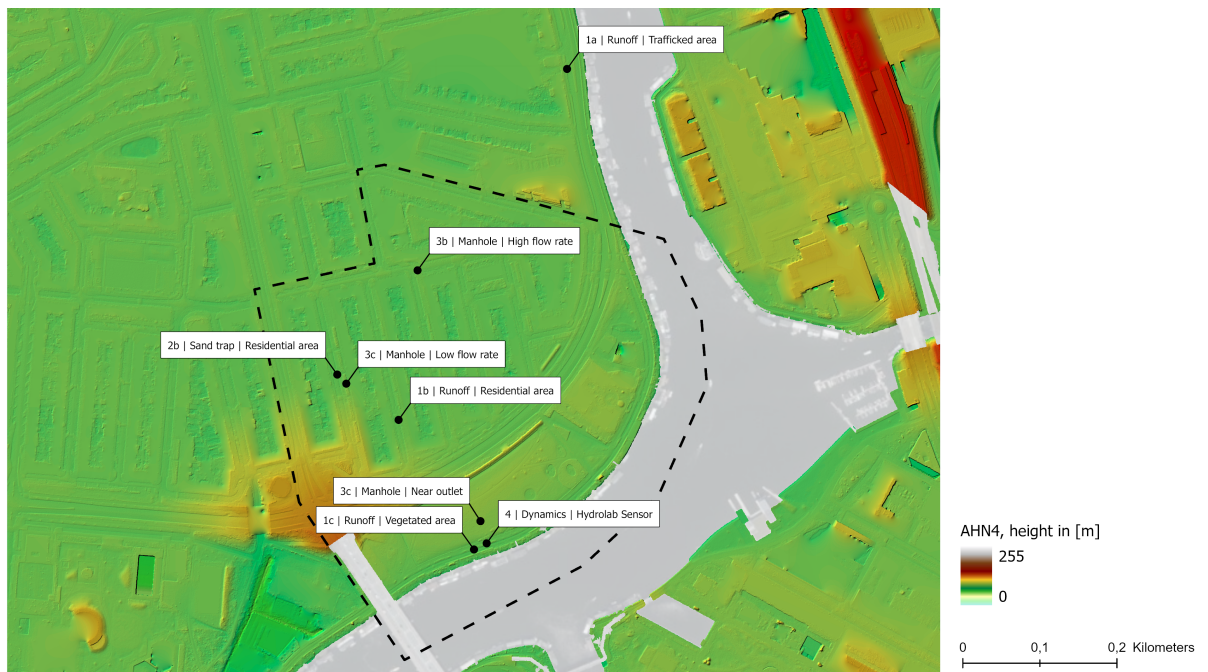 1a | Runoff | Trafficked area
3b | Manhole | High flow rate
2b | Sand trap | Residential area
3c | Manhole | Low flow rate
1b | Runoff | Residential area
3c | Manhole | Near outlet
1c | Runoff | Vegetated area
4 | Dynamics | Hydrolab Sensor
AHN4, height in [m]
255
0
0 0,1 0,2 Kilometers